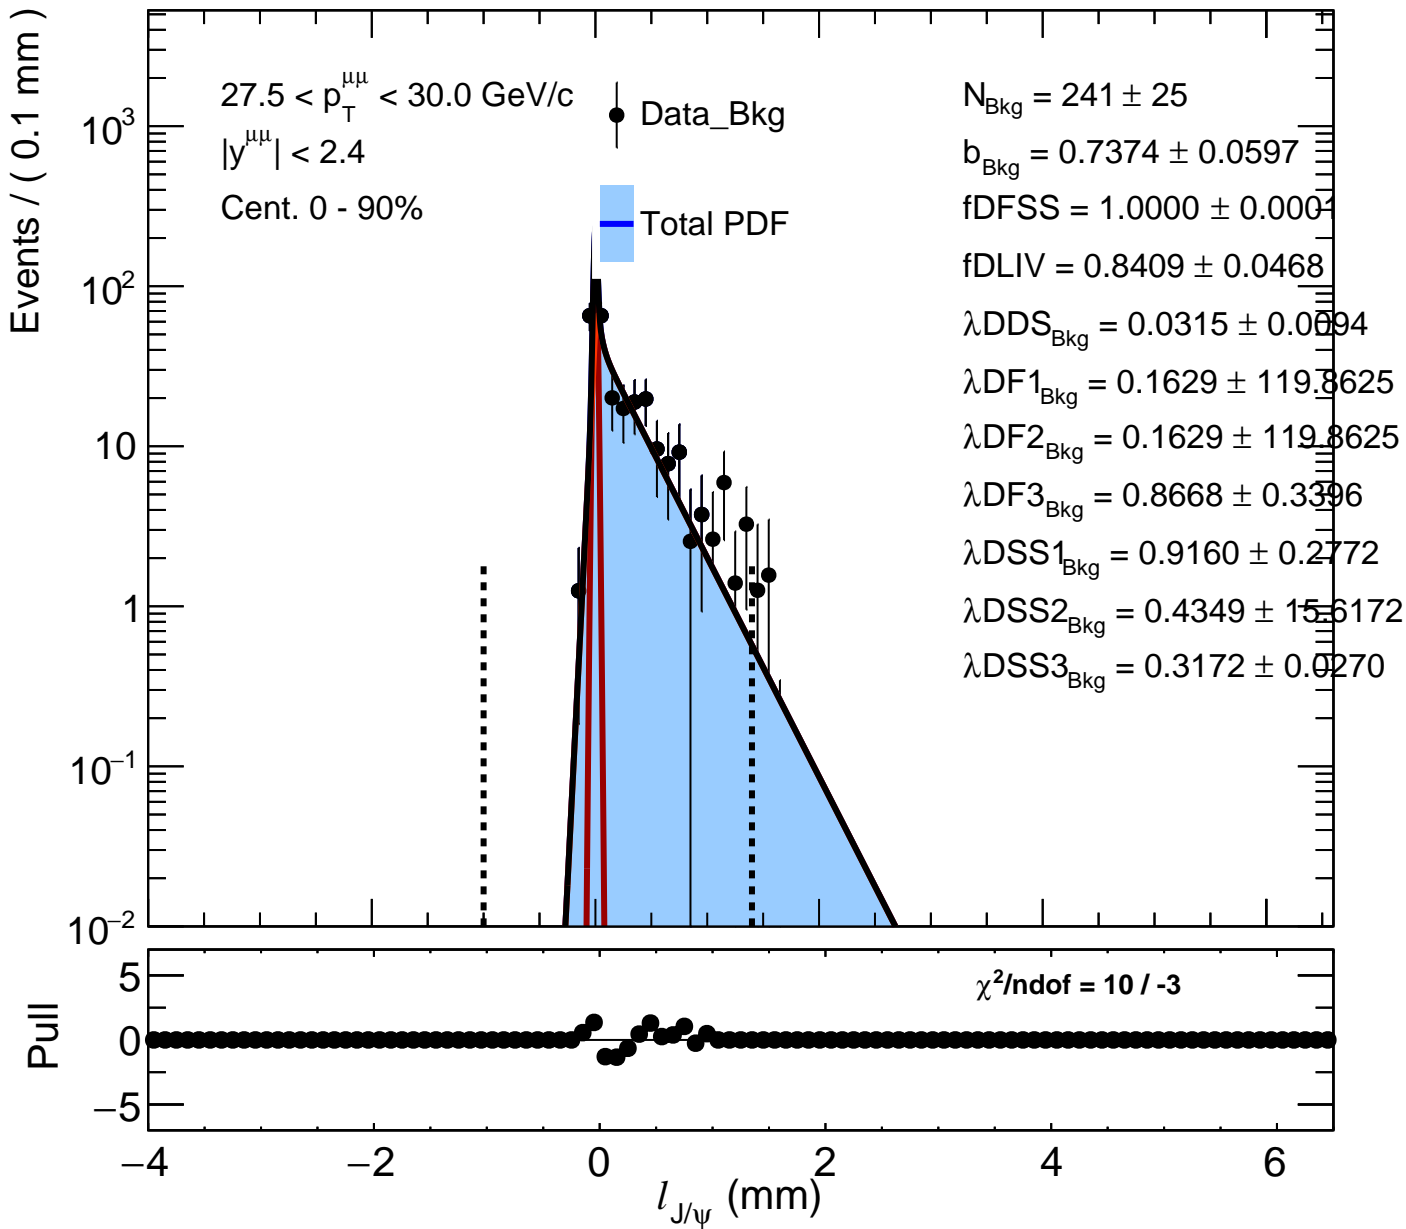 Events / ( 0.1 mm )
10³
10²
10
1
10⁻¹
10⁻²
27.5 < p_T^μμ < 30.0 GeV/c
|y^μμ| < 2.4
Cent. 0 - 90%
Data_Bkg
Total PDF
N_Bkg = 241 ± 25
b_Bkg = 0.7374 ± 0.0597
fDFSS = 1.0000 ± 0.0001
fDLIV = 0.8409 ± 0.0468
λDDS_Bkg = 0.0315 ± 0.0094
λDF1_Bkg = 0.1629 ± 119.8625
λDF2_Bkg = 0.1629 ± 119.8625
λDF3_Bkg = 0.8668 ± 0.3396
λDSS1_Bkg = 0.9160 ± 0.2772
λDSS2_Bkg = 0.4349 ± 15.6172
λDSS3_Bkg = 0.3172 ± 0.0270
Pull
5
0
−5
χ²/ndof = 10 / -3
−4 −2 0 2 4 6
l_J/ψ (mm)